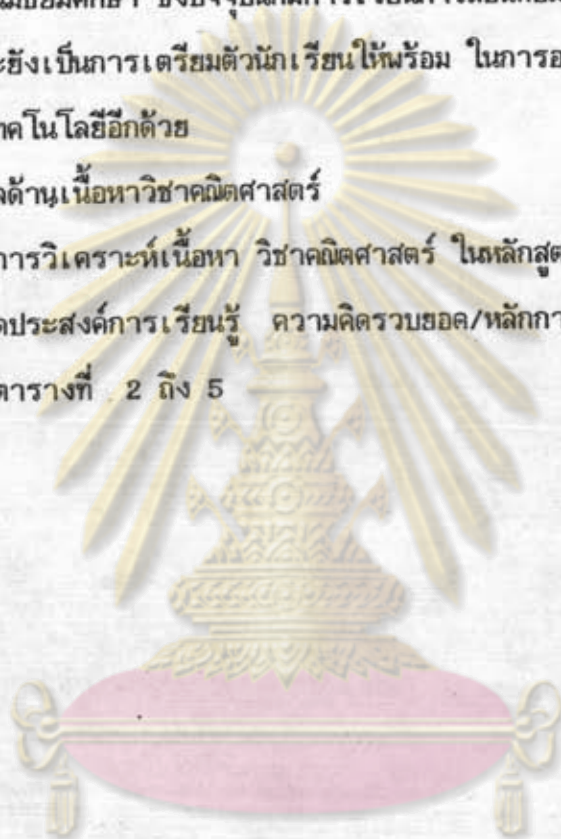 ะยังเป็นการเตรียมตัวนักเรียนให้พร้อม ในการอ
ทคโนโลยีอีกด้วย
ลด้านเนื้อหาวิชาคณิตศาสตร์
การวิเคราะห์เนื้อหา วิชาคณิตศาสตร์ ในหลักสูต
ดประสงค์การเรียนรู้ ความคิดรวบยอด/หลักกา
ตารางที่ 2 ถึง 5